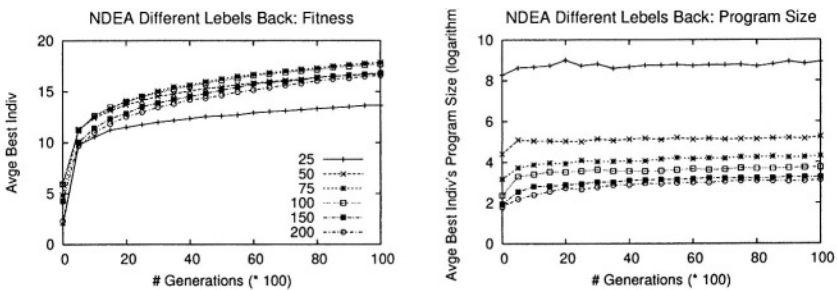 NDEA Different Lebels Back: Fitness
20
15
10
5
0
Avge Best Indiv
25
50
75
100
150
200
0 20 40 60 80 100
# Generations (* 100)
NDEA Different Lebels Back: Program Size
10
8
6
4
2
0
Avge Best Indiv's Program Size (logarithm
0 20 40 60 80 100
# Generations (* 100)